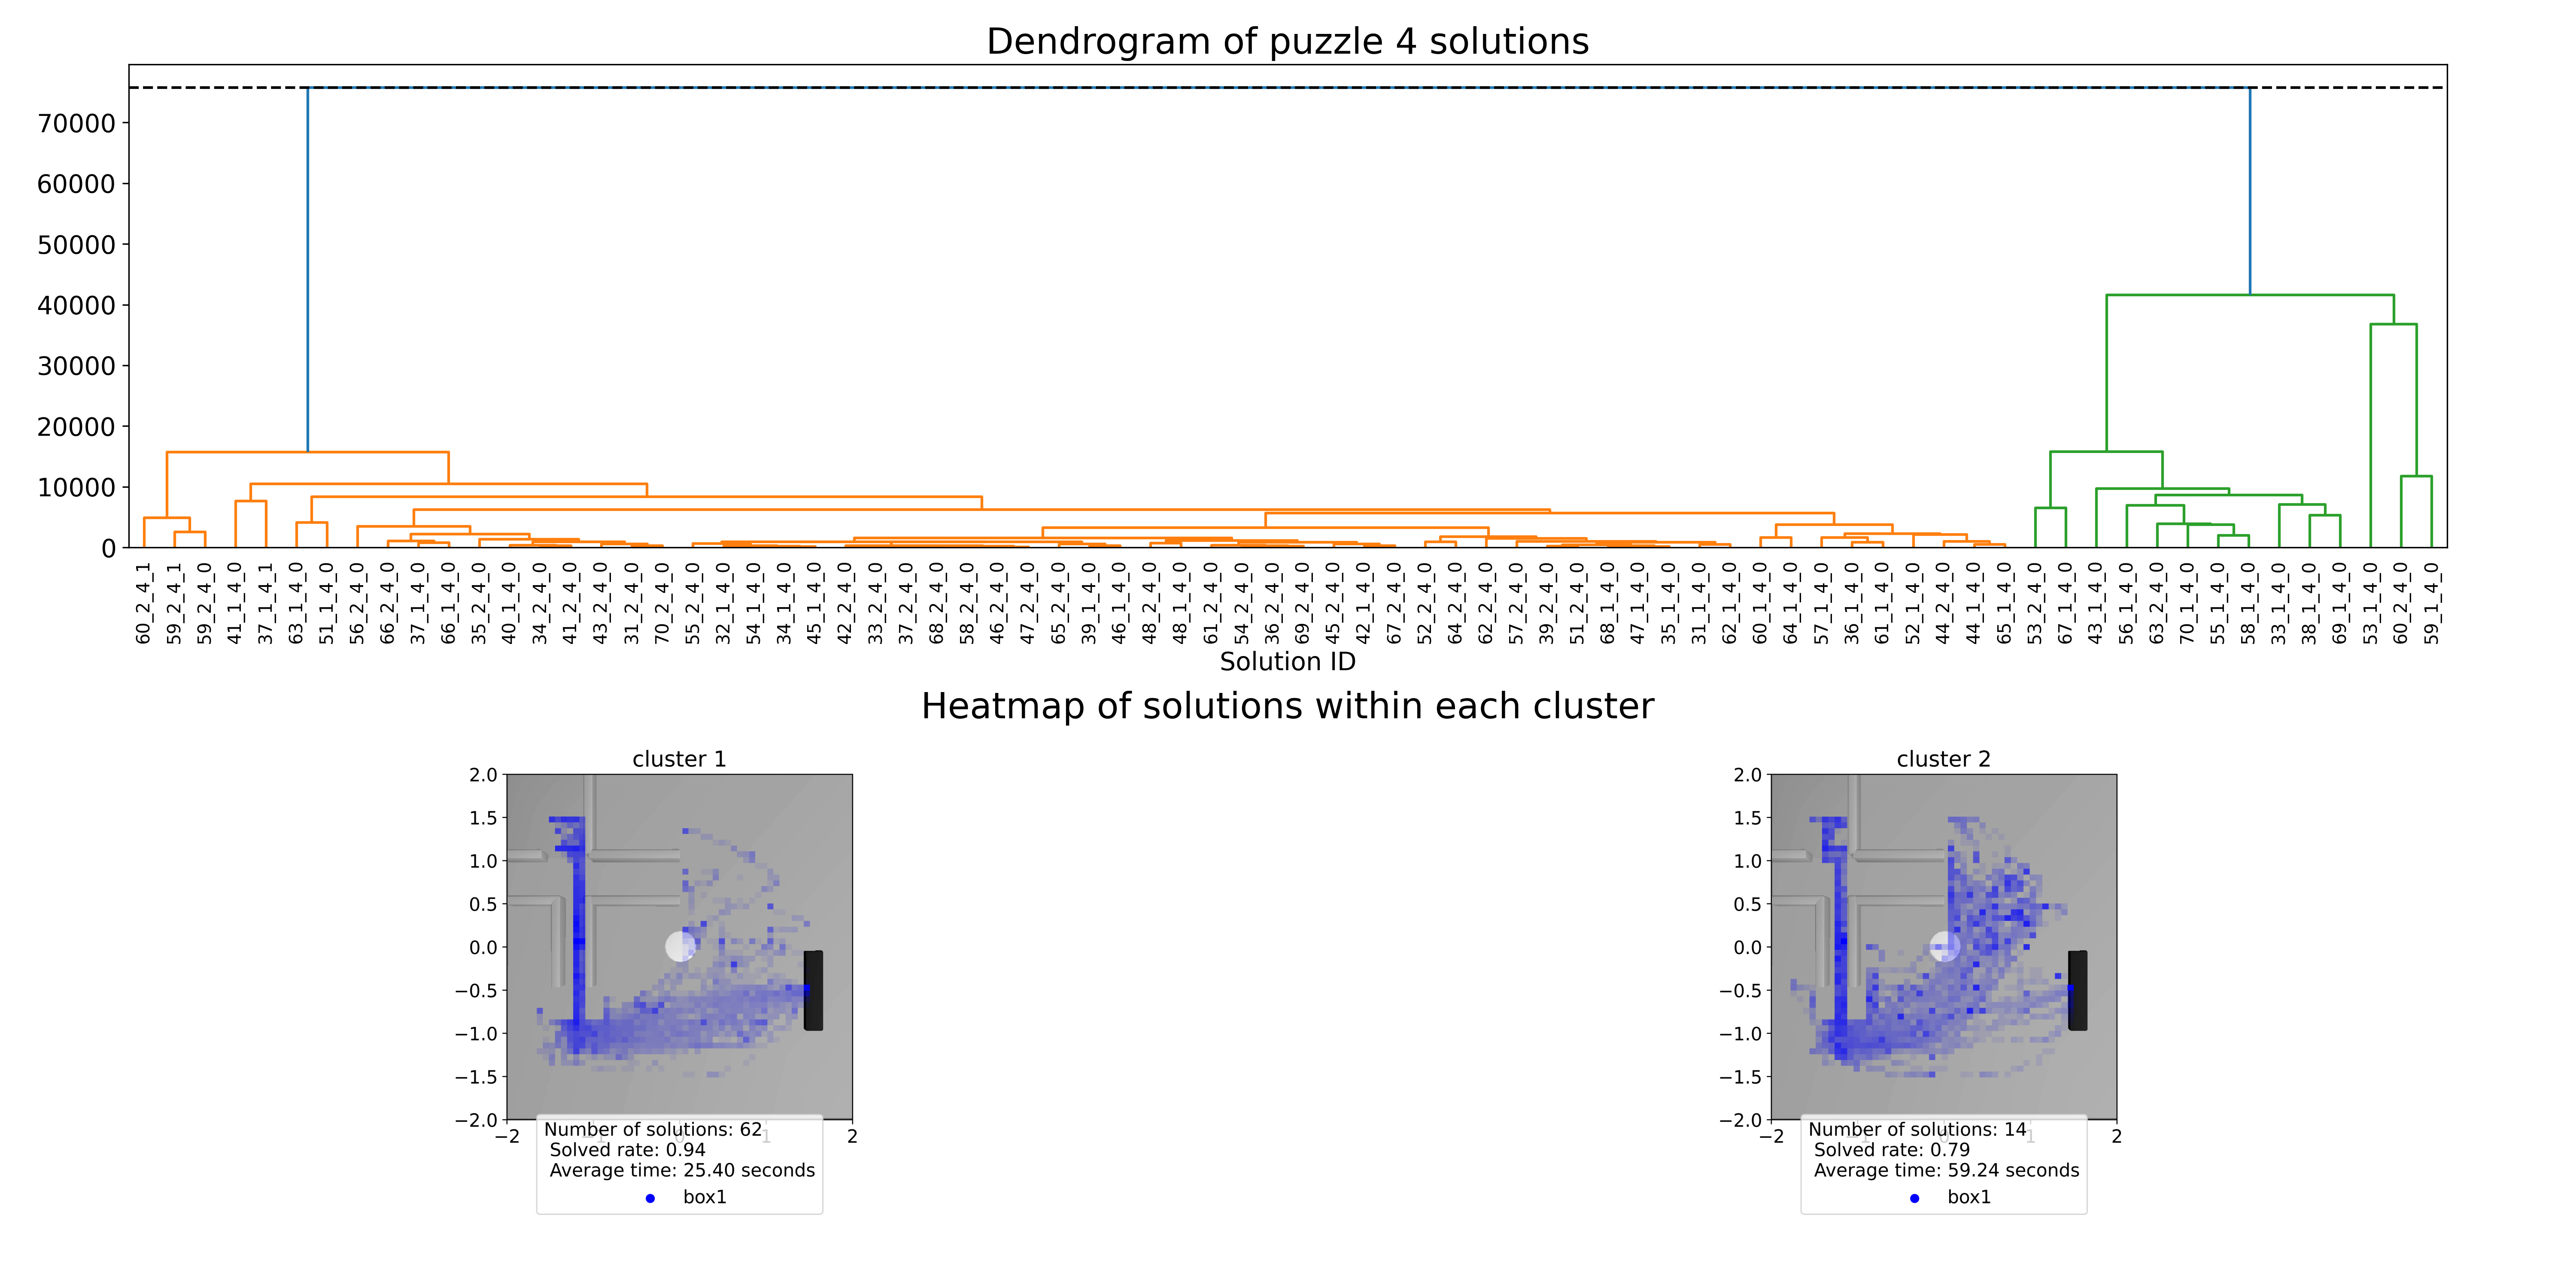 Dendrogram of puzzle 4 solutions
70000
60000
50000
40000
30000
20000
10000
0
60_2_4_1 59_2_4_1 59_2_4_0 41_1_4_0 37_1_4_1 63_1_4_0 51_1_4_0 56_2_4_0 66_2_4_0 37_1_4_0 66_1_4_0 35_2_4_0 40_1_4_0 34_2_4_0 41_2_4_0 43_2_4_0 31_2_4_0 70_2_4_0 55_2_4_0 32_1_4_0 54_1_4_0 34_1_4_0 45_1_4_0 42_2_4_0 33_2_4_0 37_2_4_0 68_2_4_0 58_2_4_0 46_2_4_0 47_2_4_0 65_2_4_0 39_1_4_0 46_1_4_0 48_2_4_0 48_1_4_0 61_2_4_0 54_2_4_0 36_2_4_0 69_2_4_0 45_2_4_0 42_1_4_0 67_2_4_0 52_2_4_0 64_2_4_0 62_2_4_0 57_2_4_0 39_2_4_0 51_2_4_0 68_1_4_0 47_1_4_0 35_1_4_0 31_1_4_0 62_1_4_0 60_1_4_0 64_1_4_0 57_1_4_0 36_1_4_0 61_1_4_0 52_1_4_0 44_2_4_0 44_1_4_0 65_1_4_0 53_2_4_0 67_1_4_0 43_1_4_0 56_1_4_0 63_2_4_0 70_1_4_0 55_1_4_0 58_1_4_0 33_1_4_0 38_1_4_0 69_1_4_0 53_1_4_0 60_2_4_0 59_1_4_0
Solution ID
Heatmap of solutions within each cluster
cluster 1
2.0
1.5
1.0
0.5
0.0
−0.5
−1.0
−1.5
−2.0
−2 −1 0 1 2
Number of solutions: 62
Solved rate: 0.94
Average time: 25.40 seconds
box1
cluster 2
2.0
1.5
1.0
0.5
0.0
−0.5
−1.0
−1.5
−2.0
−2 −1 0 1 2
Number of solutions: 14
Solved rate: 0.79
Average time: 59.24 seconds
box1